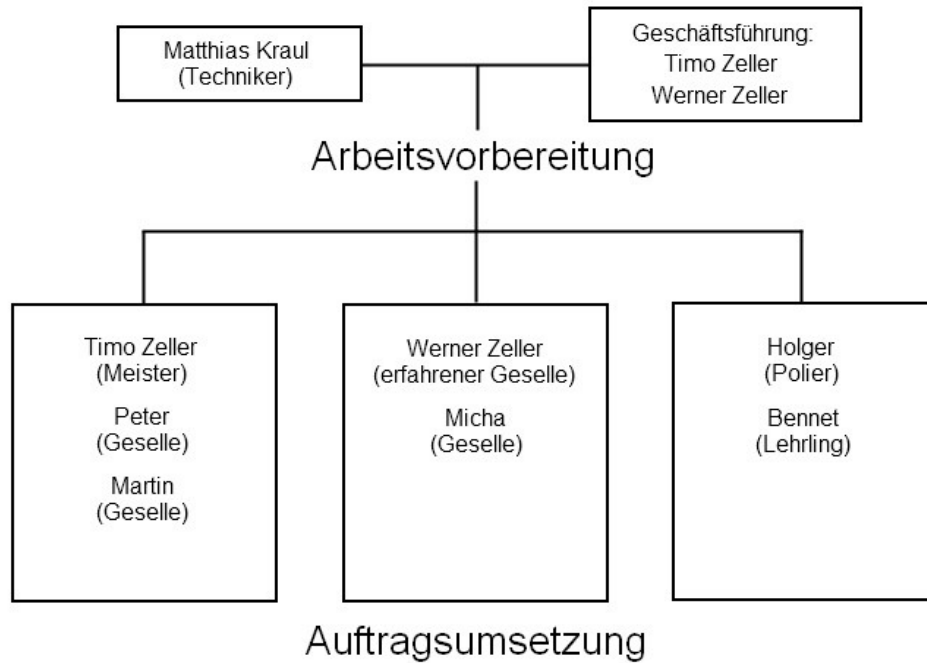 Matthias Kraul
(Techniker)
Geschäftsführung:
Timo Zeller
Werner Zeller
Arbeitsvorbereitung
Timo Zeller
(Meister)
Peter
(Geselle)
Martin
(Geselle)
Werner Zeller
(erfahrener Geselle)
Micha
(Geselle)
Holger
(Polier)
Bennet
(Lehrling)
Auftragsumsetzung